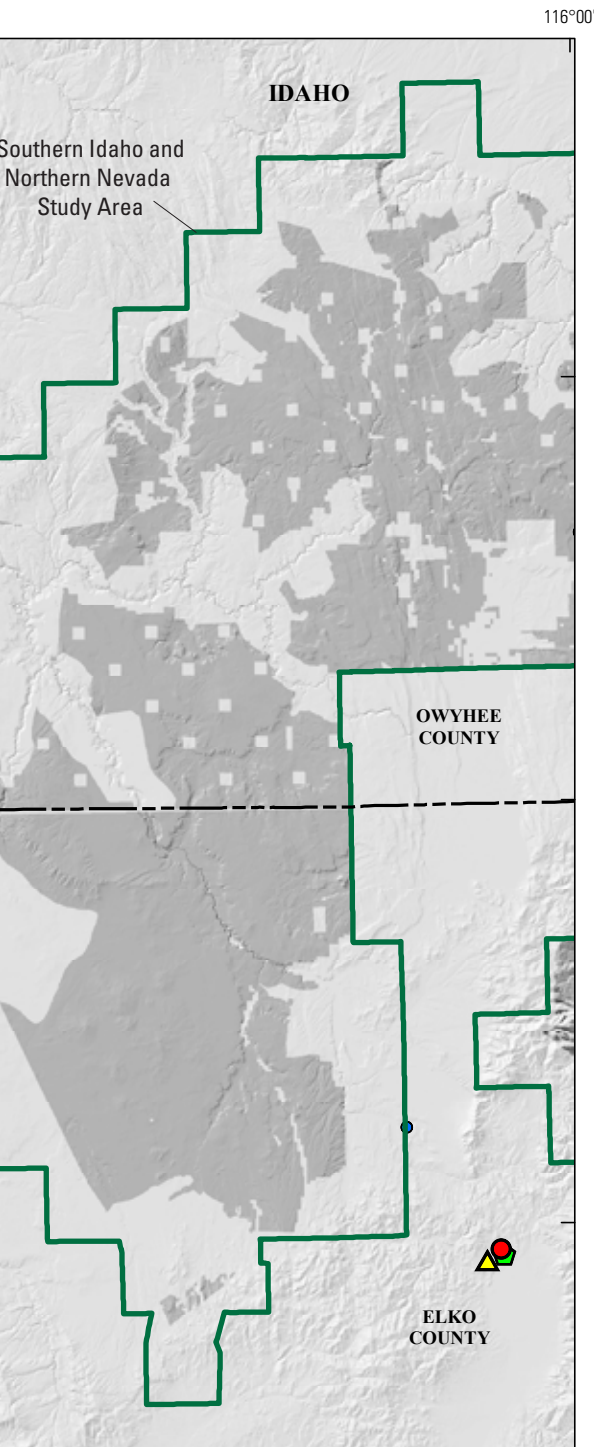 116°00'
IDAHO
Southern Idaho and
Northern Nevada
Study Area
OWYHEE
COUNTY
ELKO
COUNTY